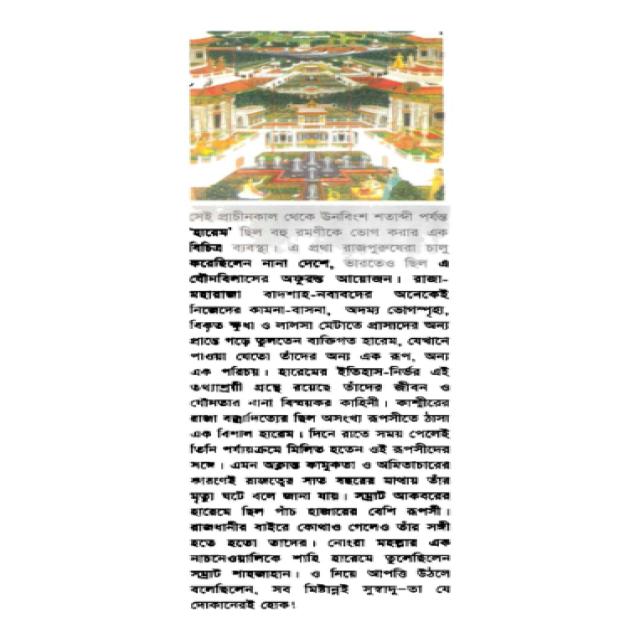 সেই প্রাচীনকাল থেকে ঊনবিংশ শতাব্দী পর্যন্ত
'হারেম' ছিল বহু রমণীকে ভোগ করার এক
বিচিত্র ব্যবস্থা। এ প্রথা রাজপুরুষেরা চালু
করেছিলেন নানা দেশে, ভারতেও ছিল এ
যৌনবিলাসের অফুরন্ত আয়োজন। রাজা-
মহারাজা বাদশাহ-নবাবদের অনেকেই
নিজেদের কামনা-বাসনা, অদম্য ভোগস্পৃহা,
বিকৃত ক্ষুধা ও লালসা মেটাতে প্রাসাদের অন্য
প্রান্তে গড়ে তুলতেন ব্যক্তিগত হারেম, যেখানে
পাওয়া যেতো তাঁদের অন্য এক রূপ, অন্য
এক পরিচয়। হারেমের ইতিহাস-নির্ভর এই
তথ্যাশ্রয়ী গ্রন্থে রয়েছে তাঁদের জীবন ও
যৌনতার নানা বিস্ময়কর কাহিনী। কাশ্মীরের
রাজা বজ্রাদিত্যের ছিল অসংখ্য রূপসীতে ঠাসা
এক বিশাল হারেম। দিনে রাতে সময় পেলেই
তিনি পর্যায়ক্রমে মিলিত হতেন ওই রূপসীদের
সঙ্গে। এমন অক্লান্ত কামুকতা ও অমিতাচারের
কারণেই রাজত্বের সাত বছরের মাথায় তাঁর
মৃত্যু ঘটে বলে জানা যায়। সম্রাট আকবরের
হারেমে ছিল পাঁচ হাজারের বেশি রূপসী।
রাজধানীর বাইরে কোথাও গেলেও তাঁর সঙ্গী
হতে হতো তাদের। নোংরা মহল্লার এক
নাচনেওয়ালিকে শাহি হারেমে তুলেছিলেন
সম্রাট শাহজাহান। ও নিয়ে আপত্তি উঠলে
বলেছিলেন, সব মিষ্টান্নই সুস্বাদু–তা যে
দোকানেরই হোক!